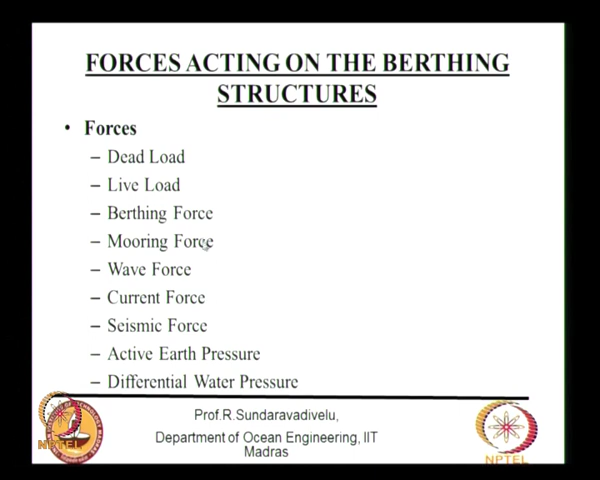 FORCES ACTING ON THE BERTHING
STRUCTURES
• Forces
– Dead Load
– Live Load
– Berthing Force
– Mooring Force
– Wave Force
– Current Force
– Seismic Force
– Active Earth Pressure
– Differential Water Pressure
Prof.R.Sundaravadivelu,
Department of Ocean Engineering, IIT
Madras
NPTEL
NPTEL